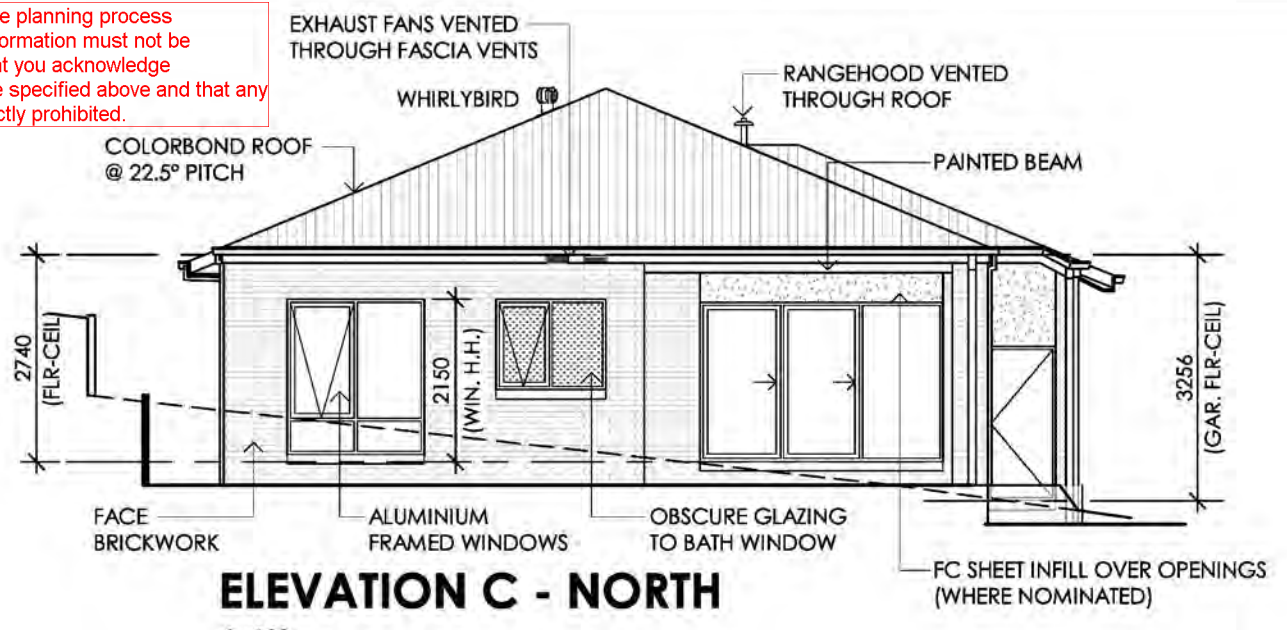 e planning process
ormation must not be
t you acknowledge
e specified above and that any
ctly prohibited.
EXHAUST FANS VENTED
THROUGH FASCIA VENTS
WHIRLYBIRD
RANGEHOOD VENTED
THROUGH ROOF
COLORBOND ROOF
@ 22.5° PITCH
PAINTED BEAM
2740
(FLR-CEIL)
2150
(WIN. H.H.)
3256
(GAR. FLR-CEIL)
FACE
BRICKWORK
ALUMINIUM
FRAMED WINDOWS
OBSCURE GLAZING
TO BATH WINDOW
FC SHEET INFILL OVER OPENINGS
(WHERE NOMINATED)
ELEVATION C - NORTH